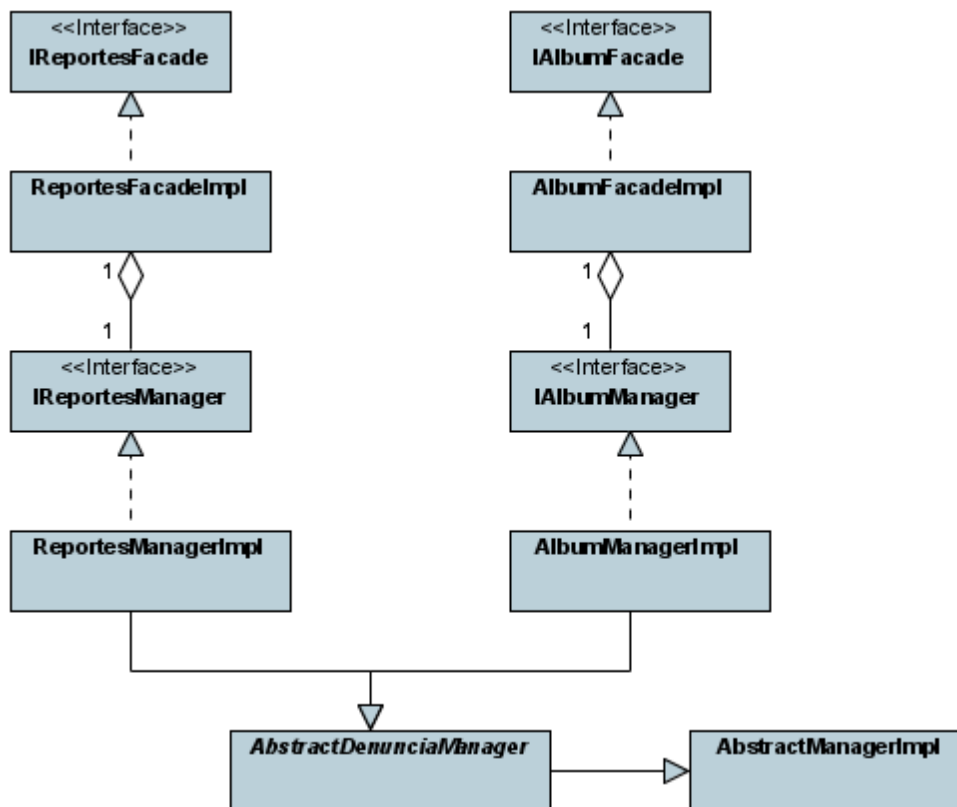 <<Interface>>
IReportesFacade
<<Interface>>
IAlbumFacade
ReportesFacadeImpl
AlbumFacadeImpl
1
1
1
1
<<Interface>>
IReportesManager
<<Interface>>
IAlbumManager
ReportesManagerImpl
AlbumManagerImpl
AbstractDenunciaManager
AbstractManagerImpl